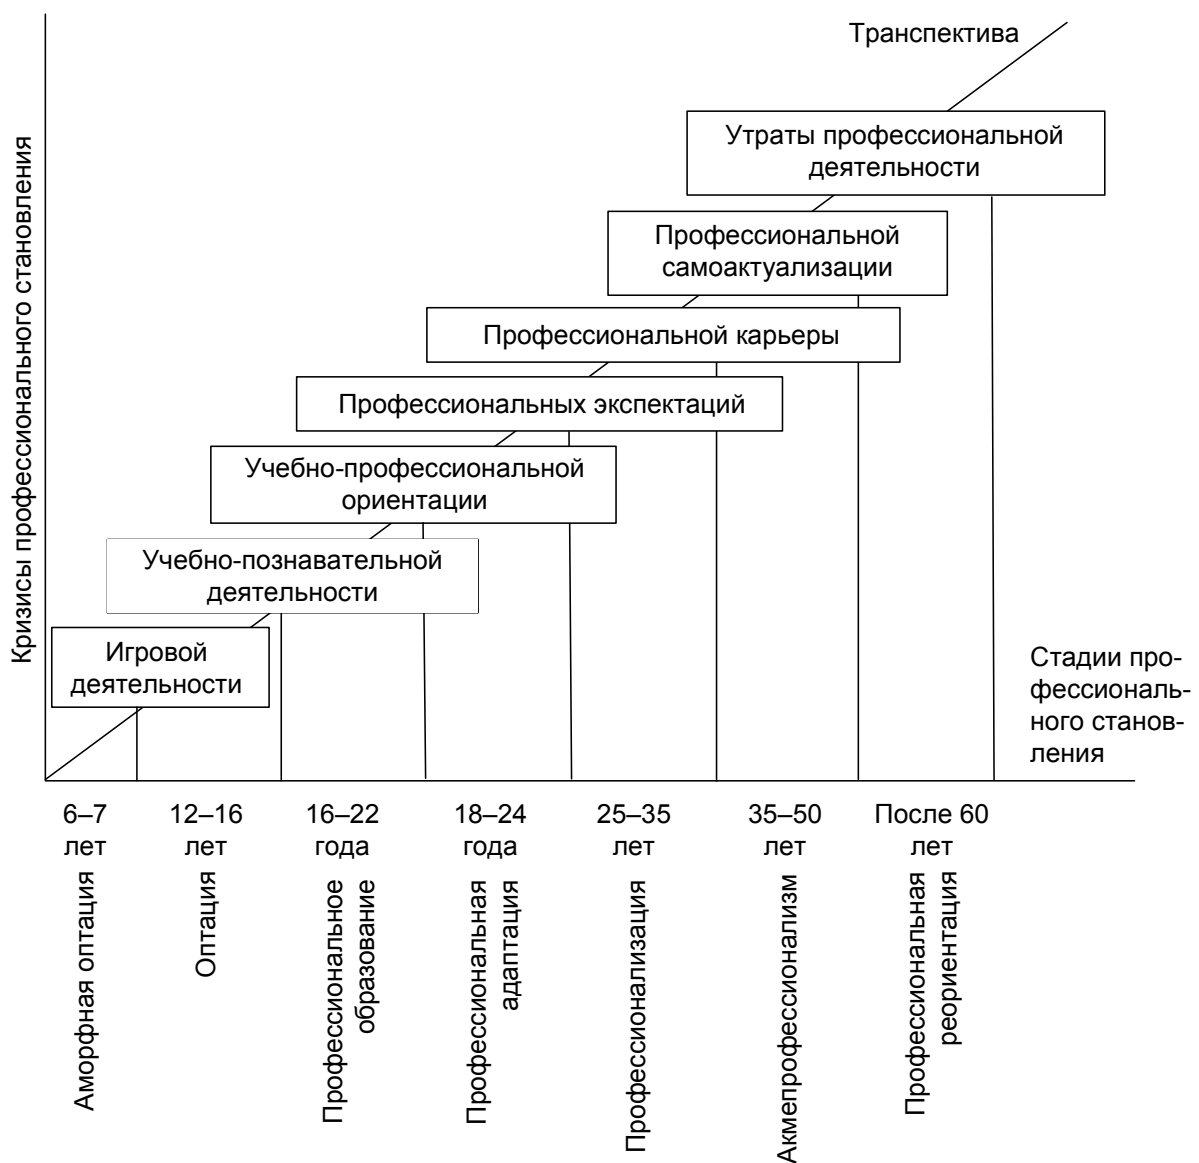 Транспектива
Утраты профессиональной
деятельности
Профессиональной
самоактуализации
Профессиональной карьеры
Профессиональных экспектаций
Учебно-профессиональной
ориентации
Учебно-познавательной
деятельности
Игровой
деятельности
Кризисы профессионального становления
Стадии про-
фессиональ-
ного станов-
ления
6–7
лет
12–16
лет
16–22
года
18–24
года
25–35
лет
35–50
лет
После 60
лет
Аморфная оптация
Оптация
Профессиональное
образование
Профессиональная
адаптация
Профессионализация
Акмепрофессионализм
Профессиональная
реориентация